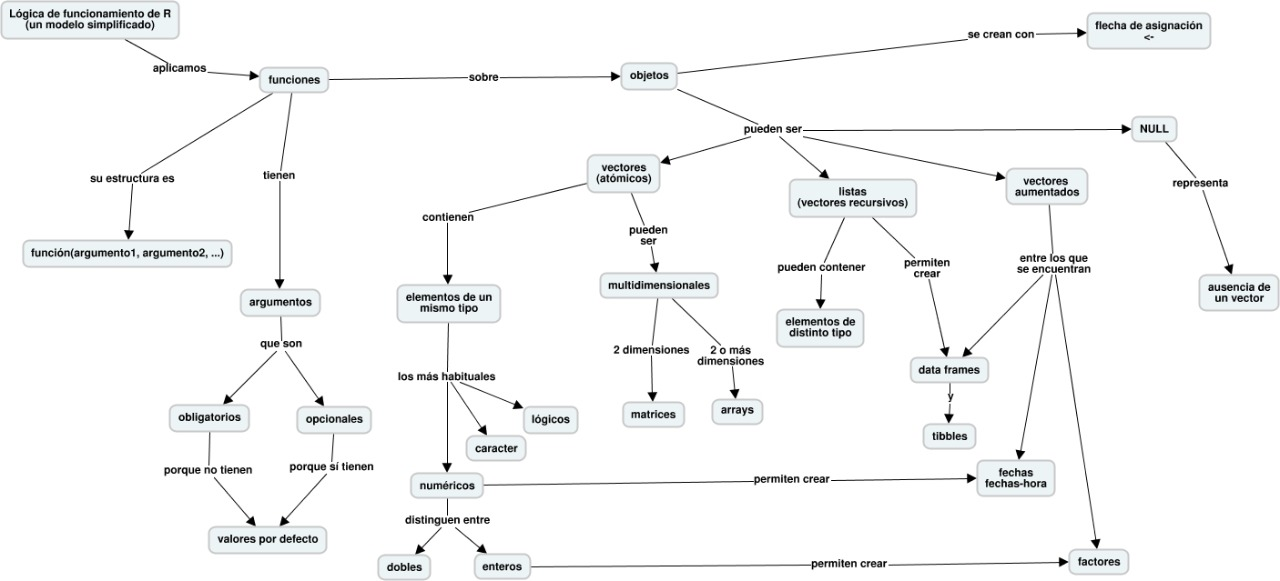 Lógica de funcionamiento de R
(un modelo simplificado)
aplicamos
funciones
sobre
objetos
se crean con
flecha de asignación
<-
pueden ser
NULL
representa
ausencia de
un vector
su estructura es
función(argumento1, argumento2, ...)
tienen
argumentos
que son
obligatorios
opcionales
porque no tienen
porque sí tienen
valores por defecto
vectores
(atómicos)
contienen
elementos de un
mismo tipo
los más habituales
lógicos
caracter
numéricos
distinguen entre
dobles
enteros
pueden
ser
multidimensionales
2 dimensiones
2 o más
dimensiones
matrices
arrays
listas
(vectores recursivos)
pueden contener
elementos de
distinto tipo
permiten
crear
data frames
y
tibbles
vectores
aumentados
entre los que
se encuentran
permiten crear
fechas
fechas-hora
permiten crear
factores